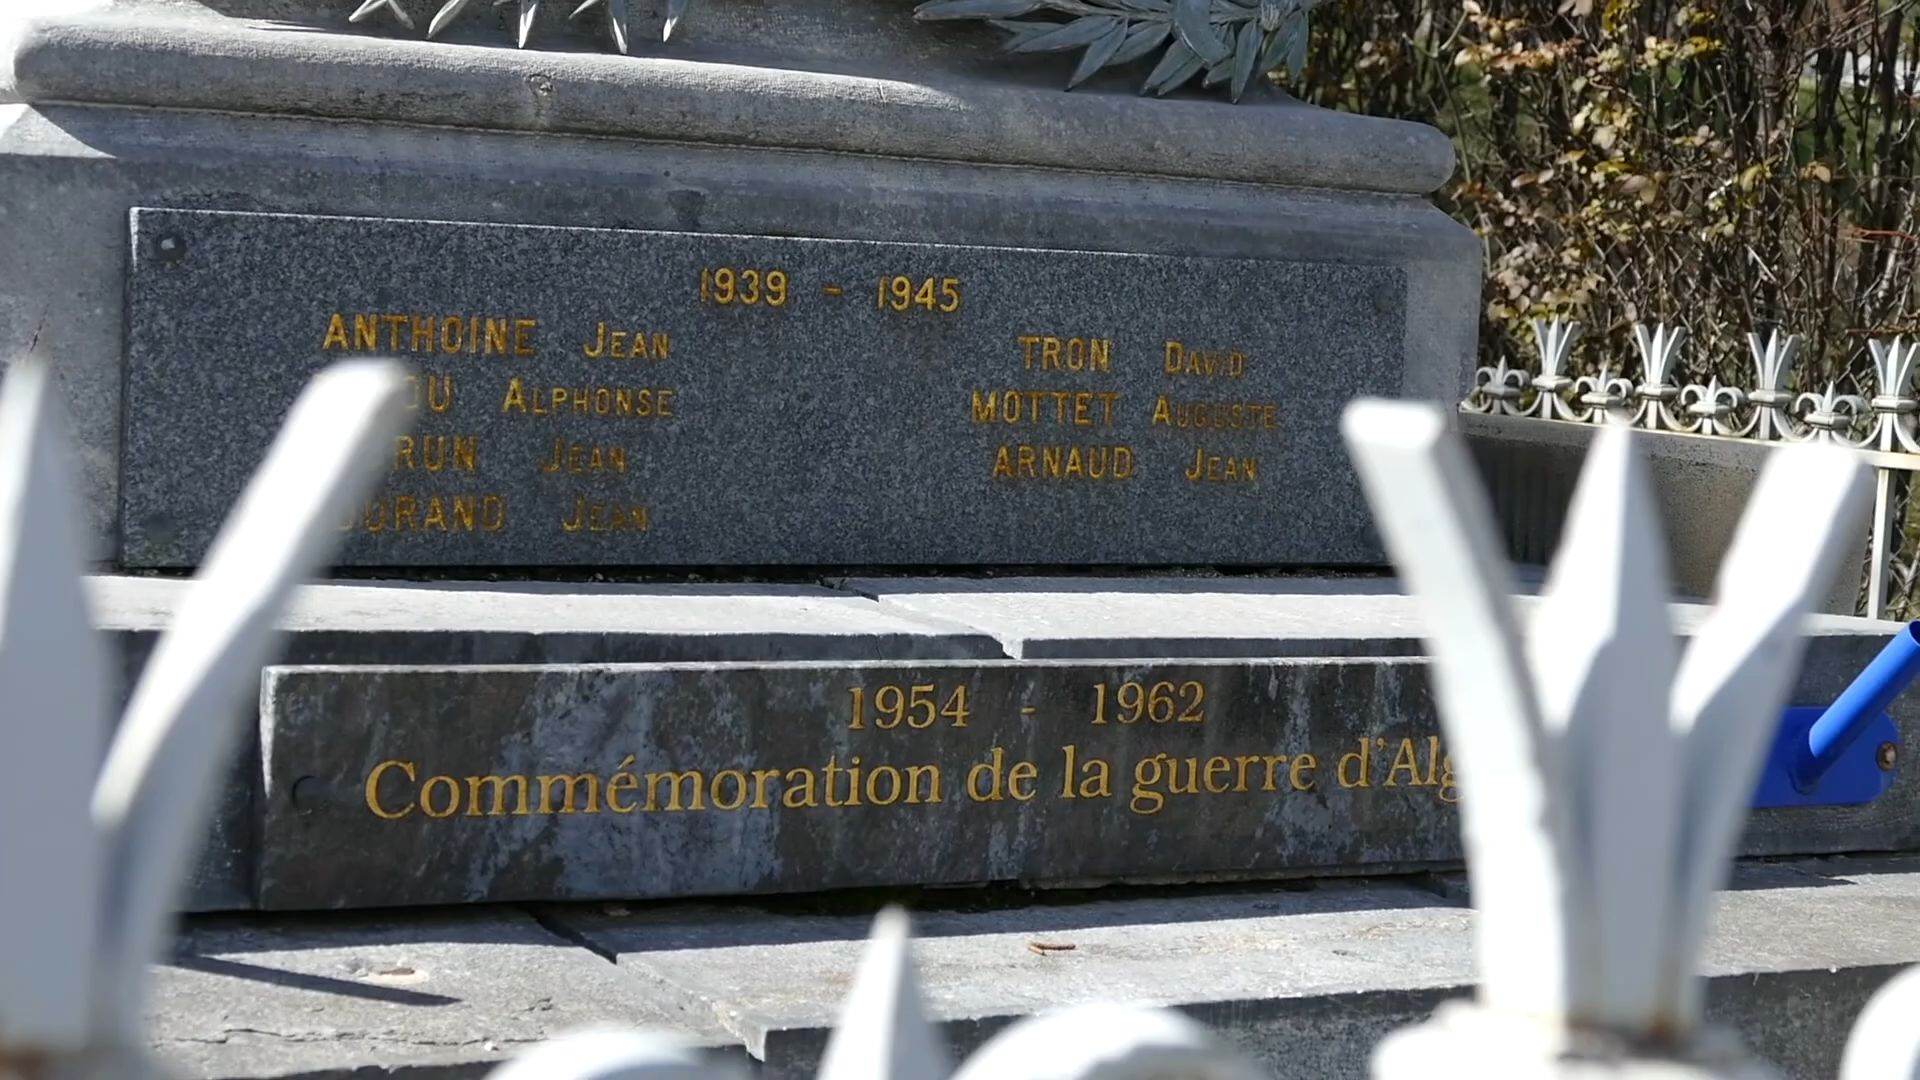 1939 - 1945
ANTHOINE JEAN
ALPHONSE
JEAN
JEAN
TRON DAVID
MOTTET AUGUSTE
ARNAUD JEAN
1954 - 1962
Commémoration de la guerre